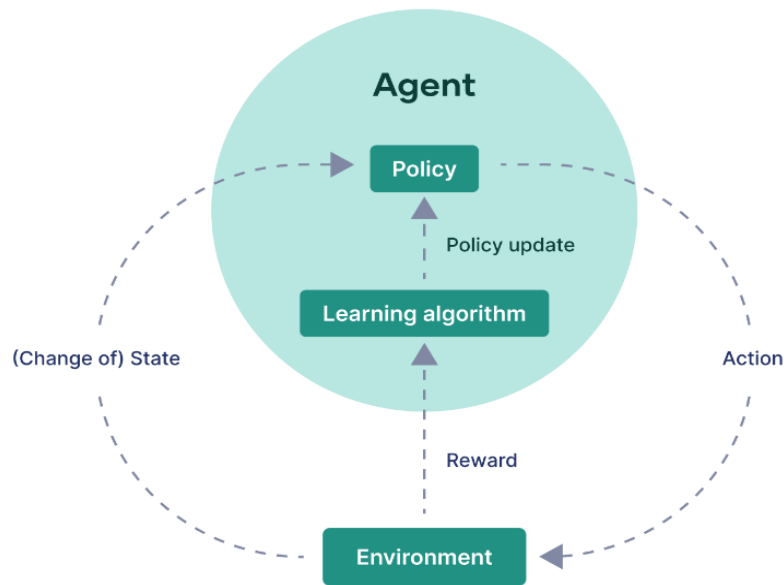 Agent
Policy
Policy update
Learning algorithm
(Change of) State
Action
Reward
Environment